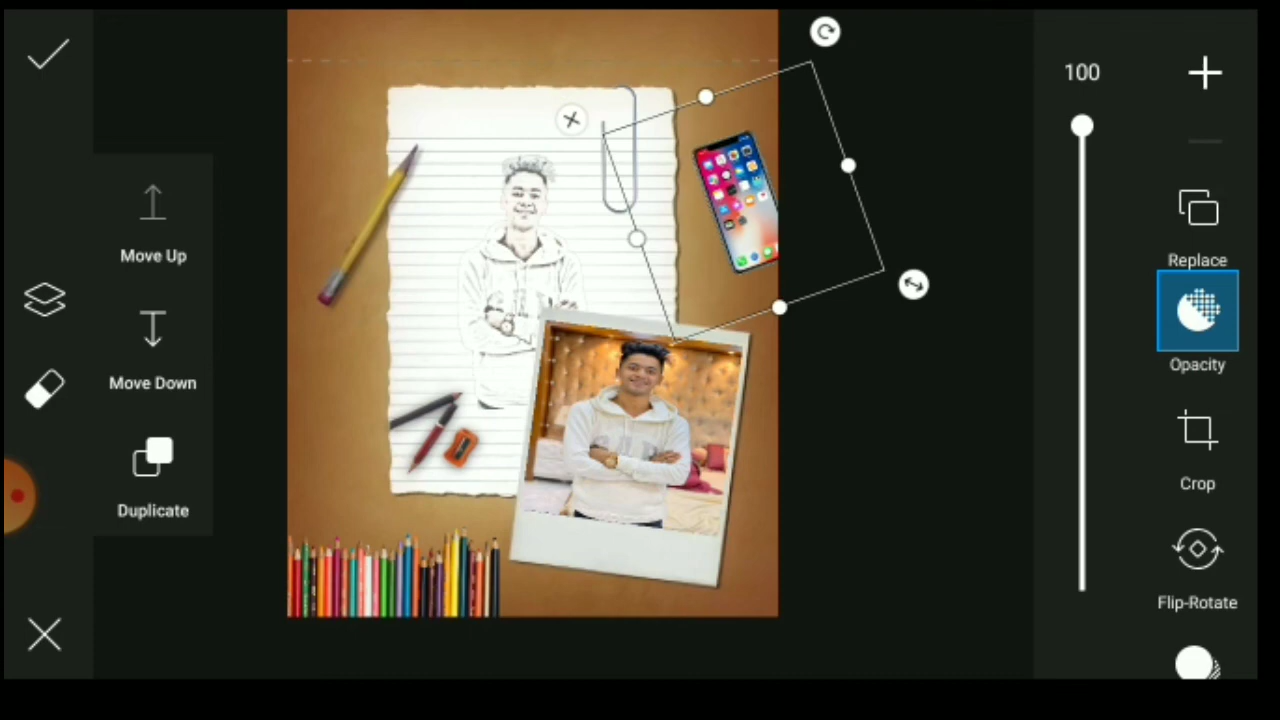 100
Move Up
Replace
Opacity
Move Down
Crop
Duplicate
Flip-Rotate